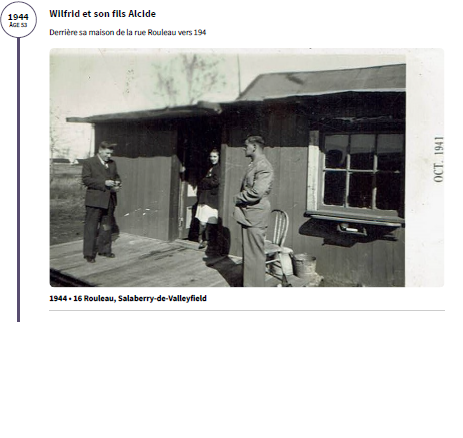 1944
ÂGE 53
Wilfrid et son fils Alcide
Derrière sa maison de la rue Rouleau vers 194
OCT. 1941
1944 • 16 Rouleau, Salaberry-de-Valleyfield